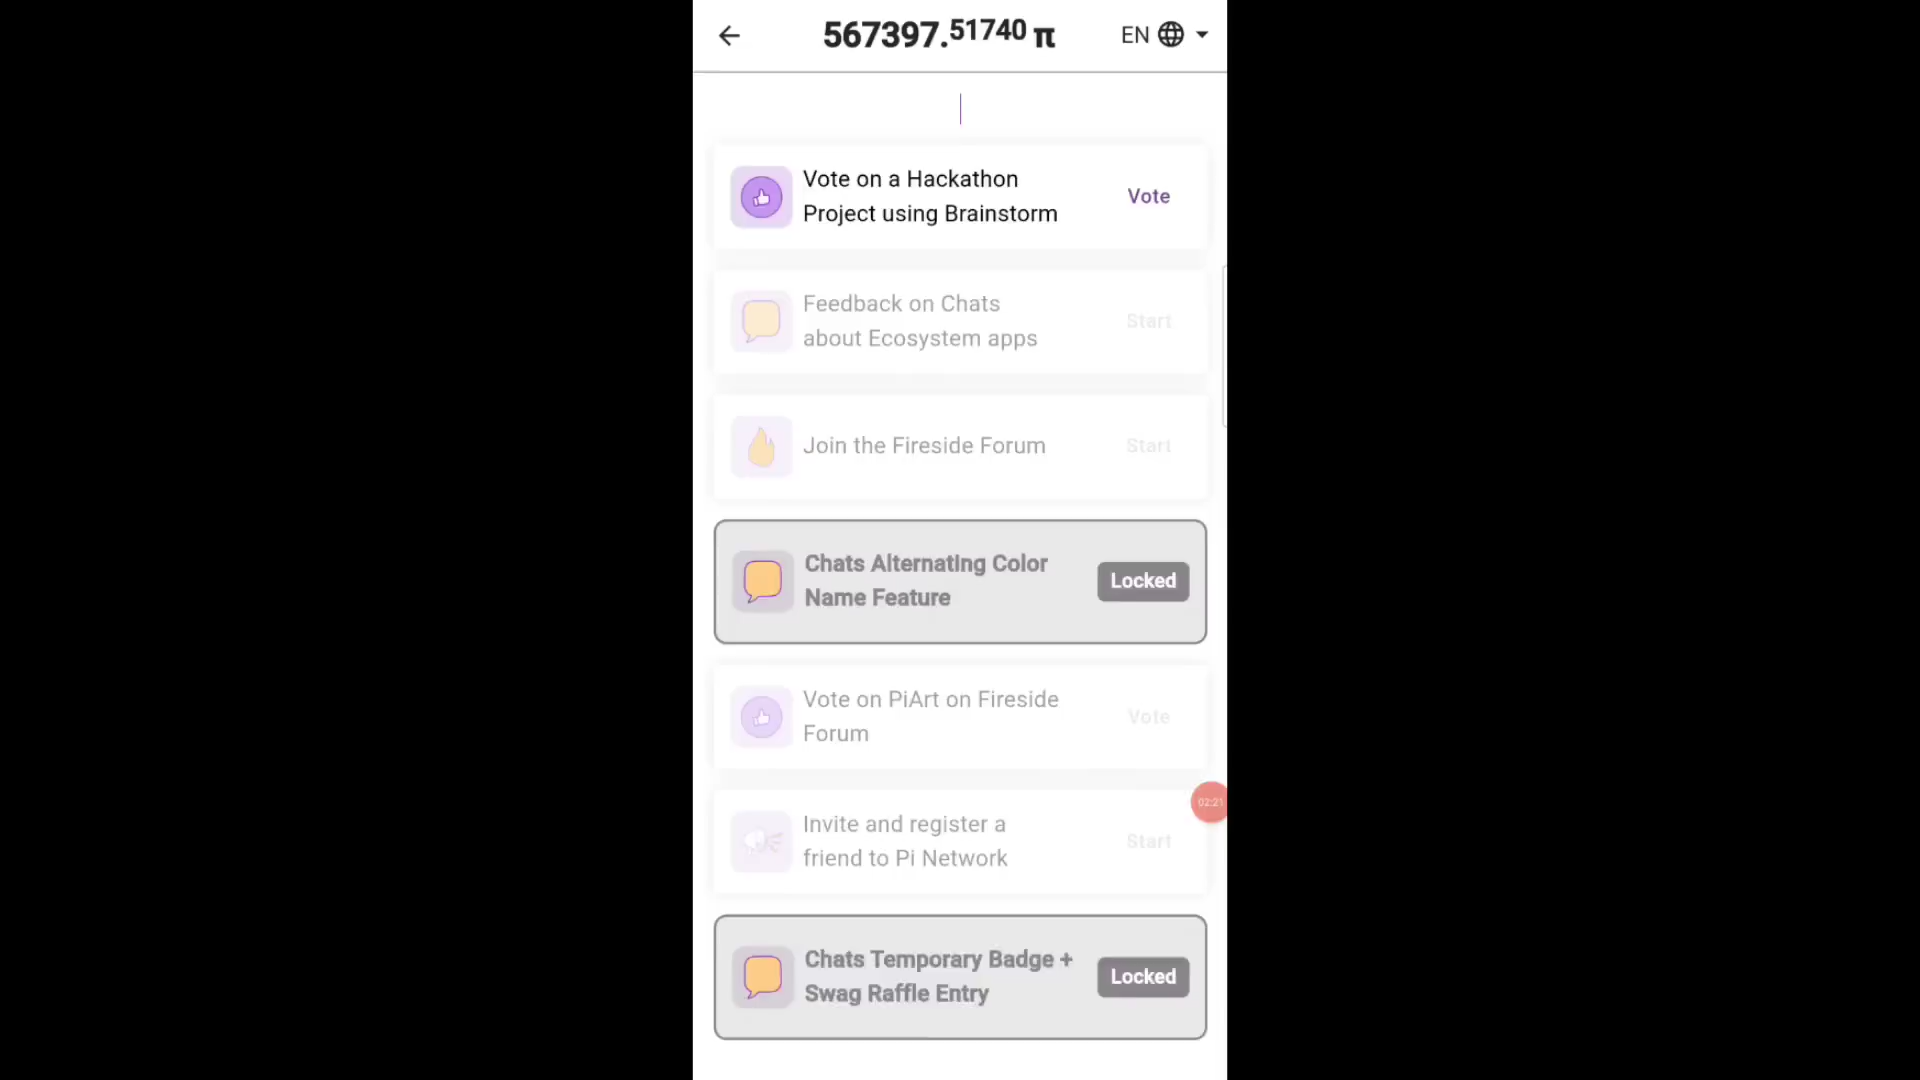 567397.51740 π
EN
Vote on a Hackathon
Project using Brainstorm
Vote
Feedback on Chats
about Ecosystem apps
Start
Join the Fireside Forum
Start
Chats Alternating Color
Name Feature
Locked
Vote on PiArt on Fireside
Forum
Vote
Invite and register a
friend to Pi Network
Start
02:21
Chats Temporary Badge +
Swag Raffle Entry
Locked